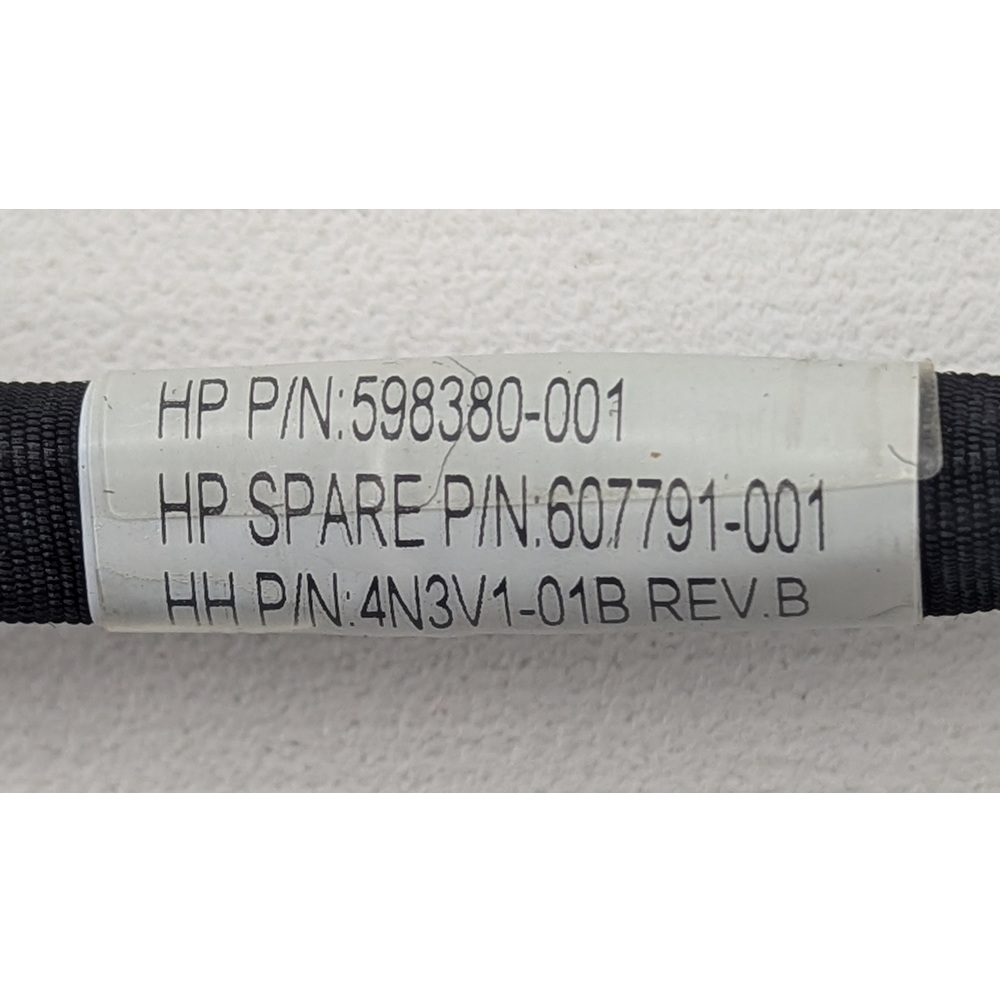 HP P/N:598380-001
HP SPARE P/N:607791-001
HH P/N:4N3V1-01B REV.B